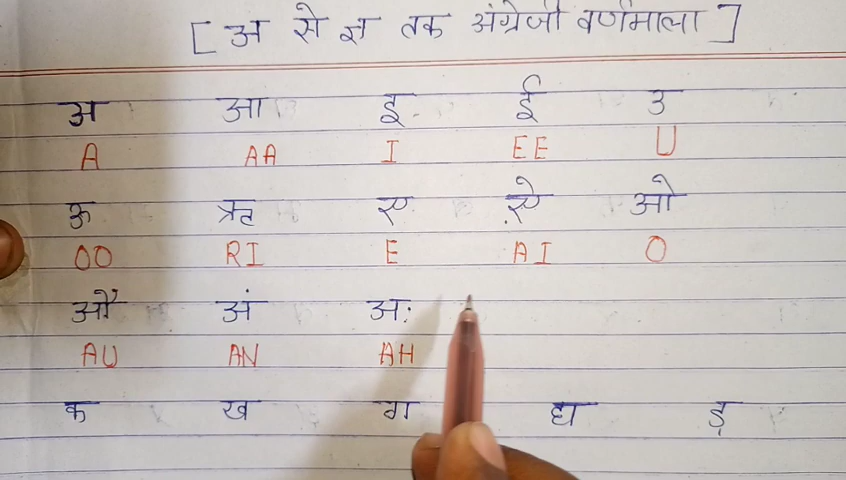 [ अ से ज्ञ तक अंग्रेजी वर्णमाला ]
अ आ इ ई उ
A AA I EE U
ऊ ऋ ए ऐ ओ
OO RI E AI O
औ अं अः
AU AN AH
क ख ग घ ङ